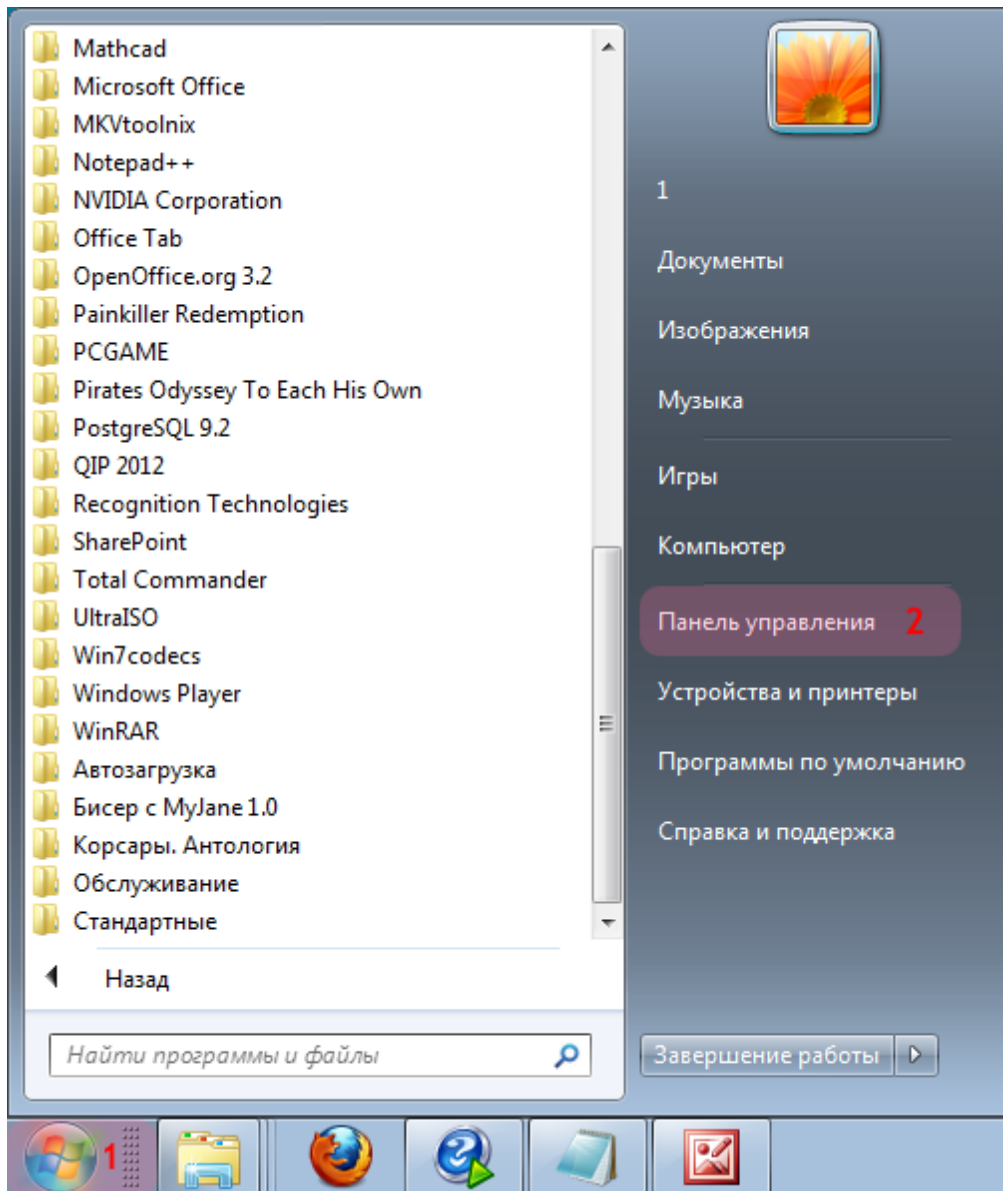 Mathcad
Microsoft Office
MKVtoolnix
Notepad++
NVIDIA Corporation
Office Tab
OpenOffice.org 3.2
Painkiller Redemption
PCGAME
Pirates Odyssey To Each His Own
PostgreSQL 9.2
QIP 2012
Recognition Technologies
SharePoint
Total Commander
UltraISO
Win7codecs
Windows Player
WinRAR
Автозагрузка
Бисер с MyJane 1.0
Корсары. Антология
Обслуживание
Стандартные
Назад
Найти программы и файлы
1
Документы
Изображения
Музыка
Игры
Компьютер
Панель управления 2
Устройства и принтеры
Программы по умолчанию
Справка и поддержка
Завершение работы
1